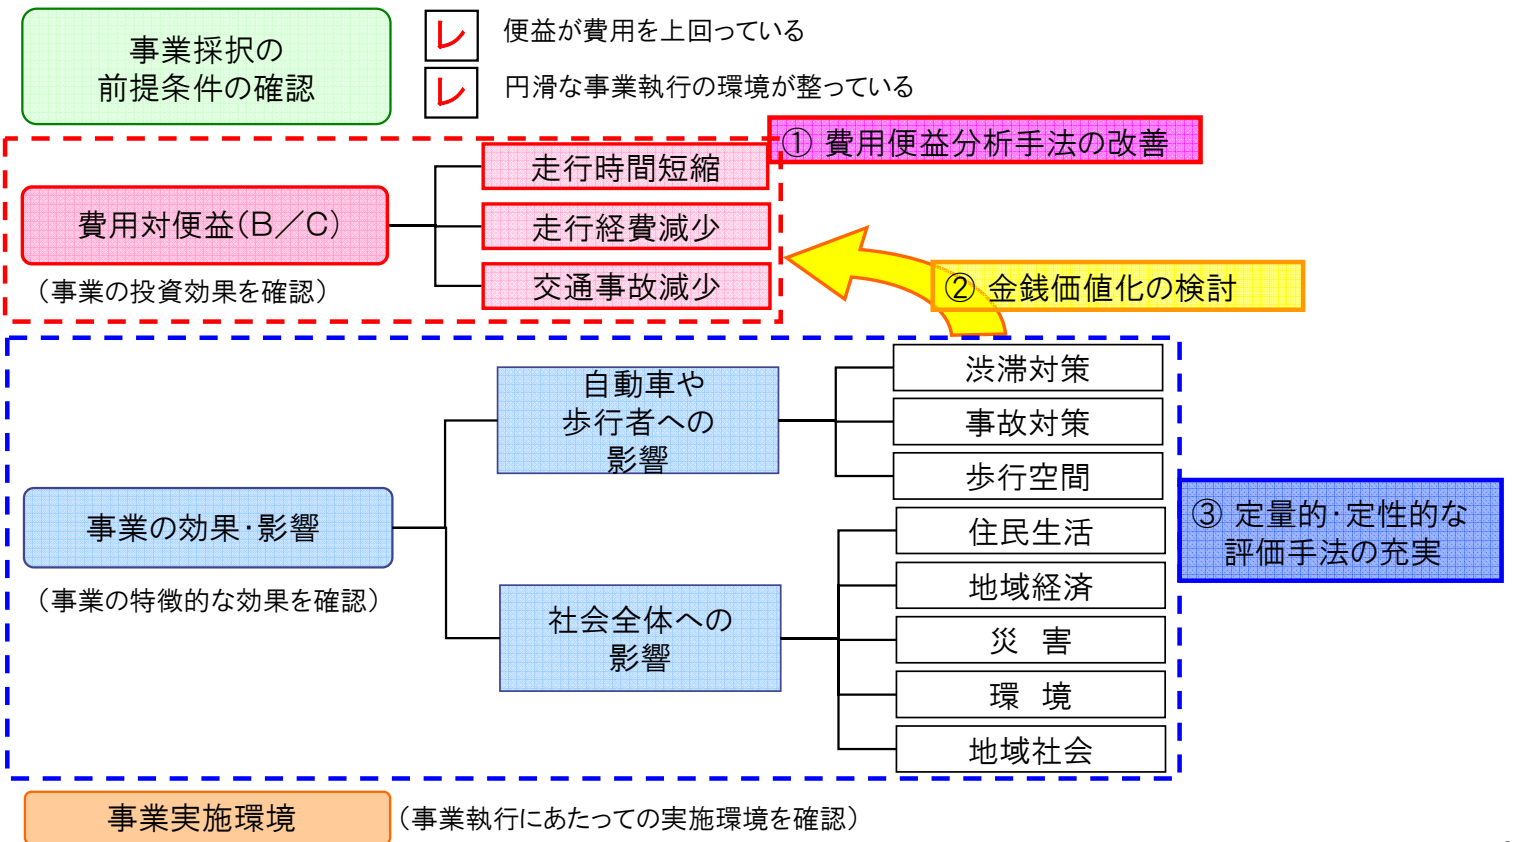 事業採択の
前提条件の確認
レ 便益が費用を上回っている
レ 円滑な事業執行の環境が整っている
① 費用便益分析手法の改善
走行時間短縮
費用対便益(B／C)
走行経費減少
交通事故減少
（事業の投資効果を確認）
② 金銭価値化の検討
自動車や
歩行者への
影響
渋滞対策
事故対策
歩行空間
事業の効果・影響
（事業の特徴的な効果を確認）
③ 定量的・定性的な
評価手法の充実
社会全体への
影響
住民生活
地域経済
災 害
環 境
地域社会
事業実施環境
（事業執行にあたっての実施環境を確認）